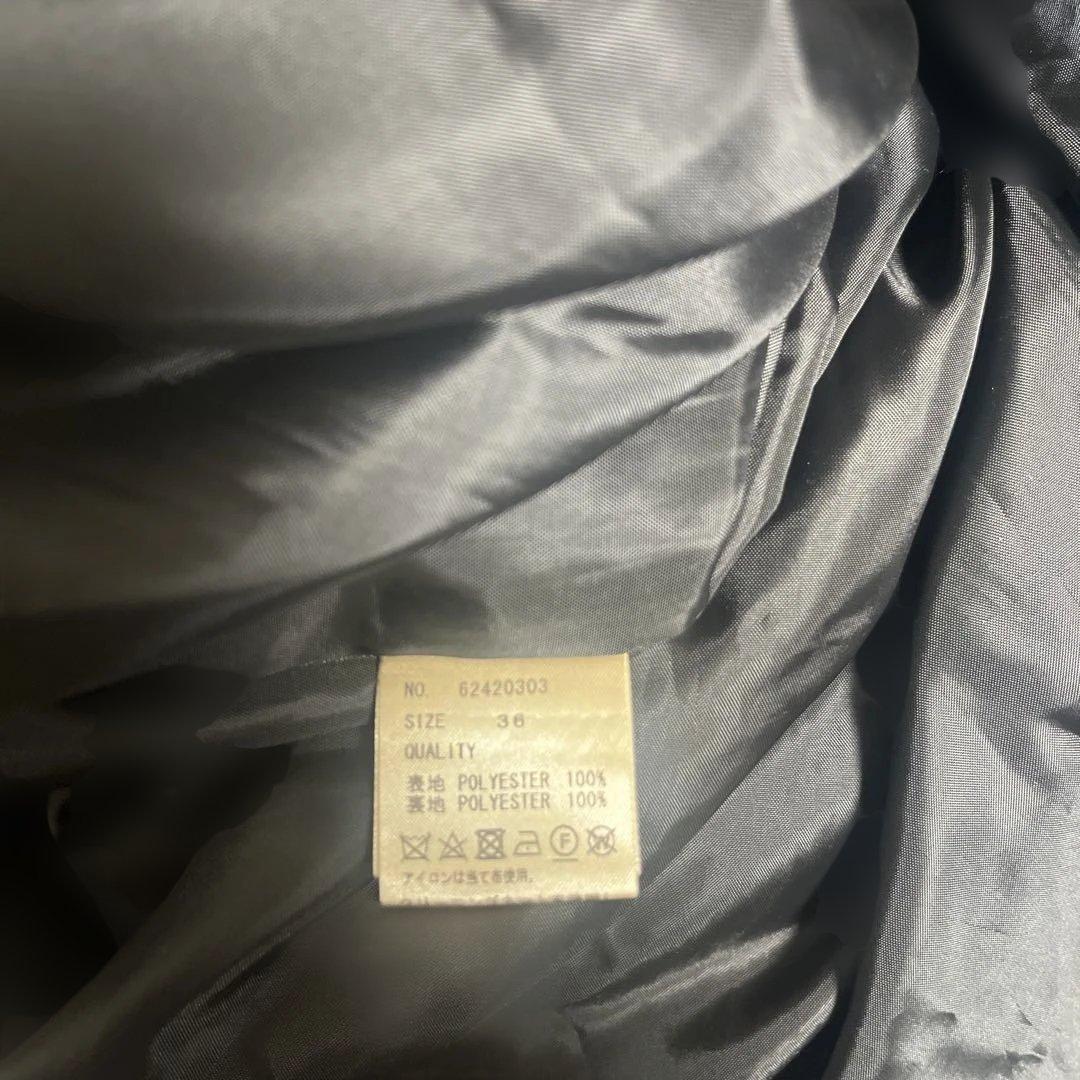 NO. 62420303
SIZE 36
QUALITY
表地 POLYESTER 100%
裏地 POLYESTER 100%
F W
アイロンは当て布使用。